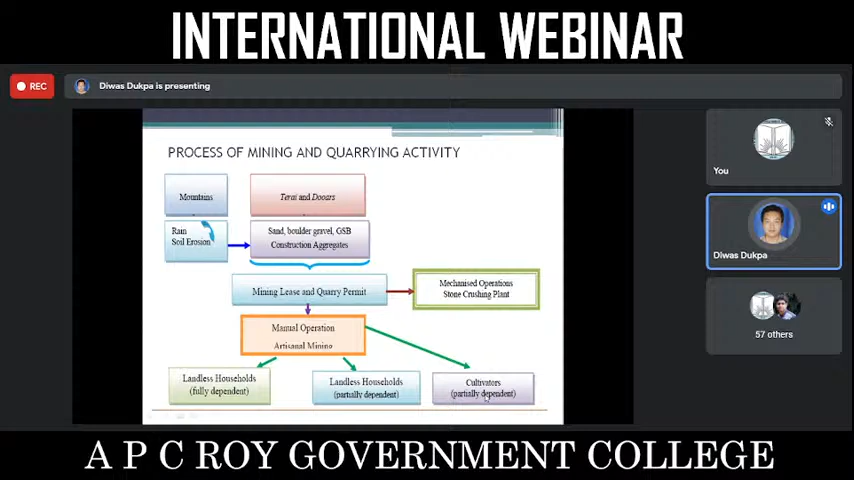 INTERNATIONAL WEBINAR
REC
Diwas Dukpa is presenting
PROCESS OF MINING AND QUARRYING ACTIVITY
Mountains
Terai and Dooars
Rain
Soil Erosion
Sand, boulder gravel, GSB
Construction Aggregates
Mining Lease and Quarry Permit
Mechanised Operations
Stone Crushing Plant
Manual Operation
Artisanal Mining
Landless Households
(fully dependent)
Landless Households
(partially dependent)
Cultivators
(partially dependent)
You
Diwas Dukpa
57 others
A P C ROY GOVERNMENT COLLEGE